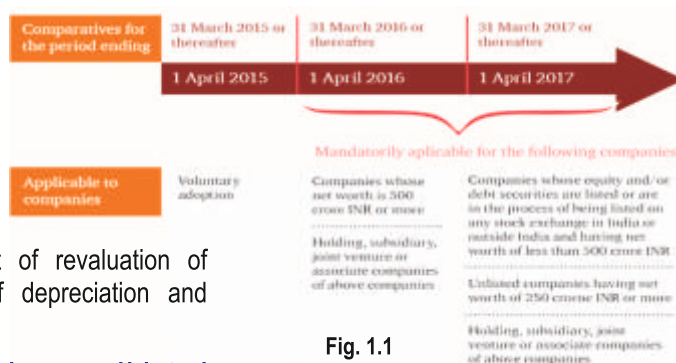 Comparatives for
the period ending
31 March 2015 or
thereafter
31 March 2016 or
thereafter
31 March 2017 or
thereafter
1 April 2015
1 April 2016
1 April 2017
Mandatorily aplicable for the following companies
Applicable to
companies
Voluntary
adoption
Companies whose
net worth is 500
crore INR or more
Holding, subsidiary,
joint venture or
associate companies
of above companies
Companies whose equity and/or
debt securities are listed or are
in the process of being listed on
any stock exchange in India or
outside India and having net
worth of less than 500 crore INR
Unlisted companies having net
worth of 250 croene INR or more
Holding, subsidiary, joint
venture or associate companies
of above companies
of revaluation of
depreciation and
Fig. 1.1